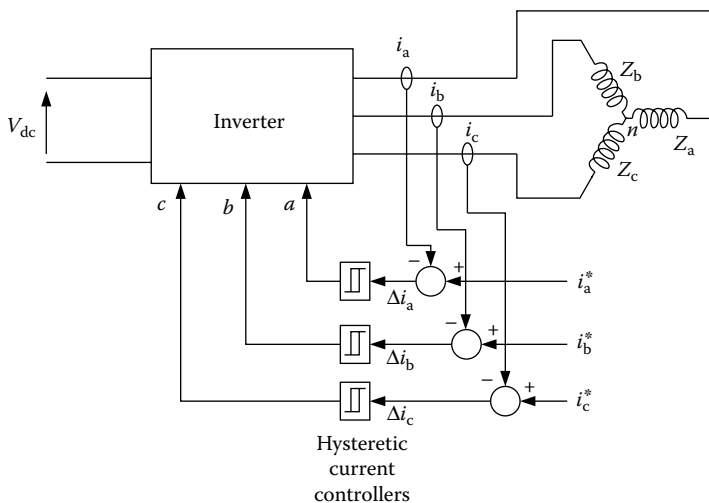 i_a
i_b
i_c
V_dc
Inverter
Z_b
n
Z_a
Z_c
c
b
a
−
+
Δi_a
i_a*
−
+
Δi_b
i_b*
−
+
Δi_c
i_c*
Hysteretic
current
controllers